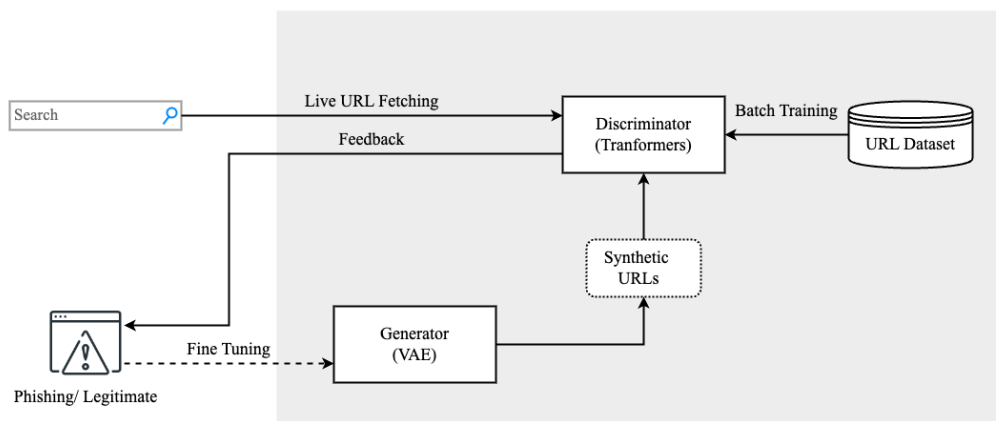 Live URL Fetching
Search
Discriminator
(Tranformers)
Batch Training
URL Dataset
Feedback
Synthetic
URLs
Generator
(VAE)
Fine Tuning
Phishing/ Legitimate